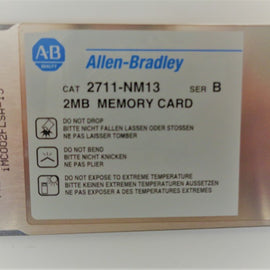 A-B
QUALITY
Allen-Bradley
CAT 2711-NM13 SER B
2MB MEMORY CARD
DO NOT DROP
BITTE NICHT FALLEN LASSEN ODER STOSSEN
NE PAS LAISSER TOMBER
DO NOT BEND
BITTE NICHT KNICKEN
NE PAS PLIER
DO NOT EXPOSE TO EXTREME TEMPERATURE
BITTE KEINEN EXTREMEN TEMPERATUREN AUSSETZEN
NE PAS EXPOSER A DES TEMPERATURES EXTREMES